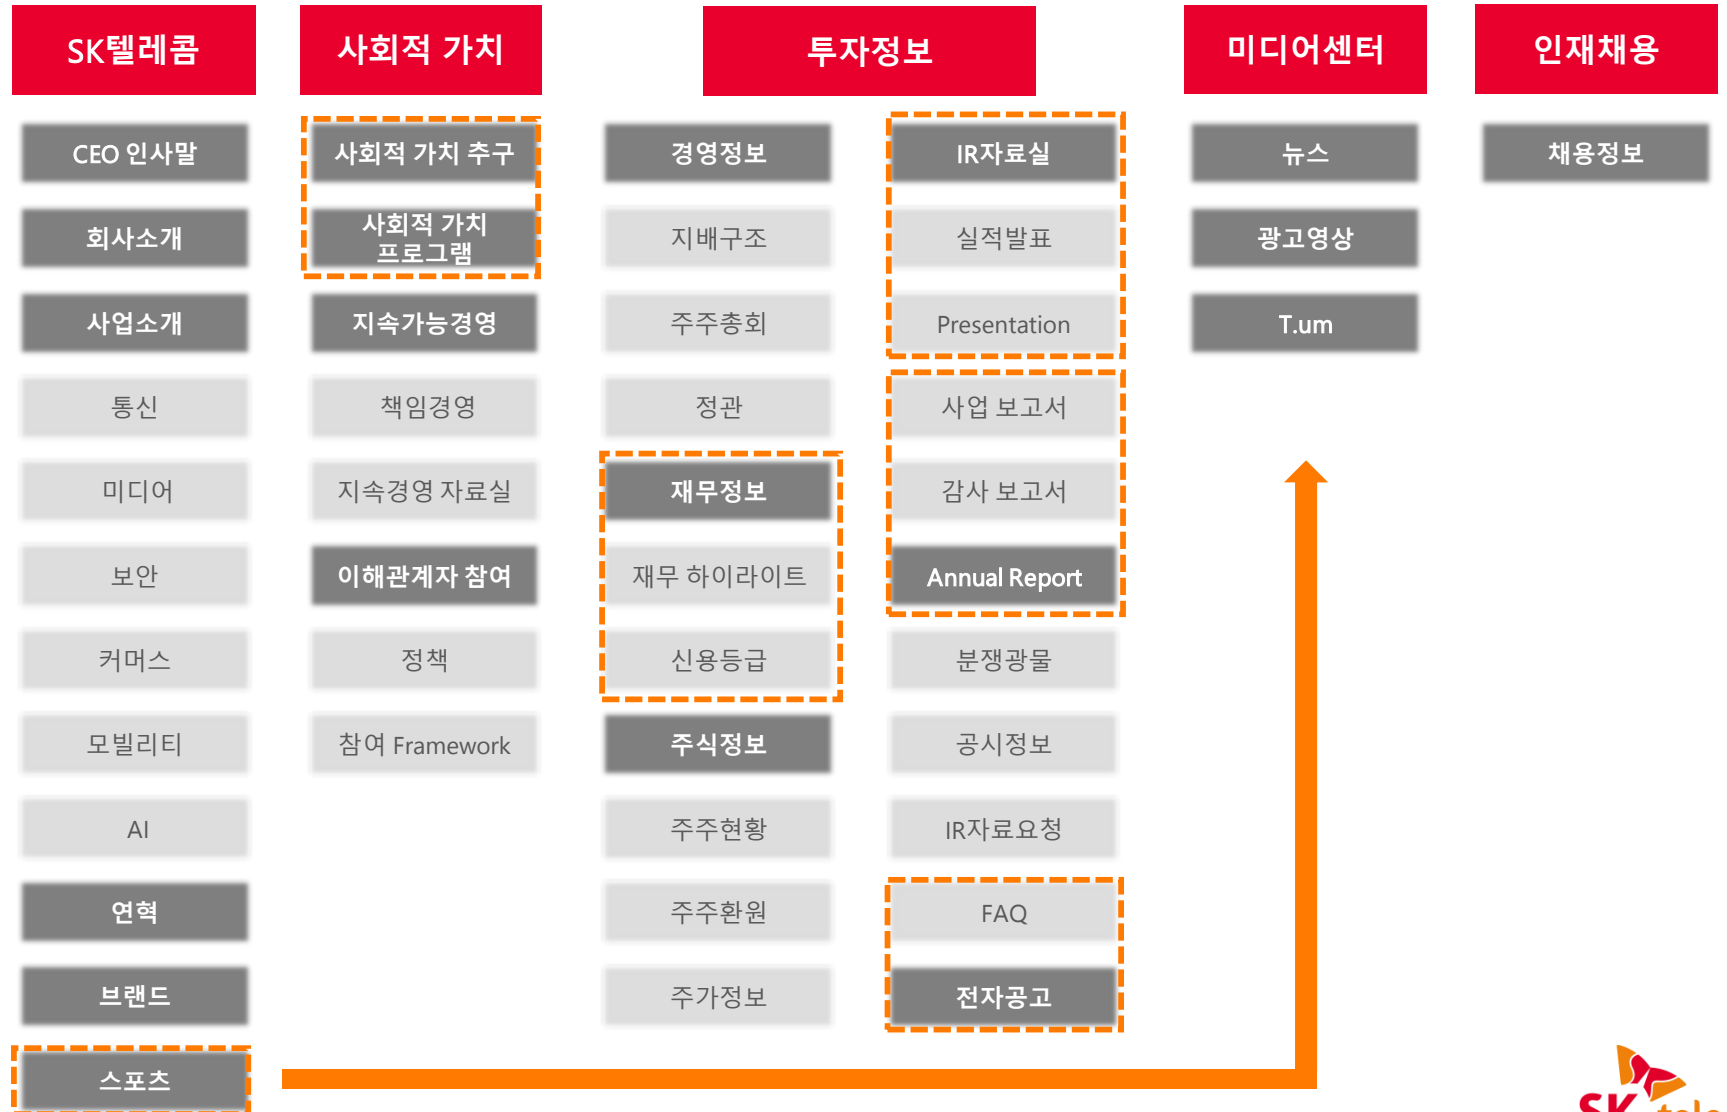 SK텔레콤
사회적 가치
투자정보
미디어센터
인재채용
CEO 인사말
회사소개
사업소개
통신
미디어
보안
커머스
모빌리티
AI
연혁
브랜드
스포츠
사회적 가치 추구
사회적 가치
프로그램
지속가능경영
책임경영
지속경영 자료실
이해관계자 참여
정책
참여 Framework
경영정보
지배구조
주주총회
정관
재무정보
재무 하이라이트
신용등급
주식정보
주주현황
주주환원
주가정보
IR자료실
실적발표
Presentation
사업 보고서
감사 보고서
Annual Report
분쟁광물
공시정보
IR자료요청
FAQ
전자공고
뉴스
광고영상
T.um
채용정보
SK